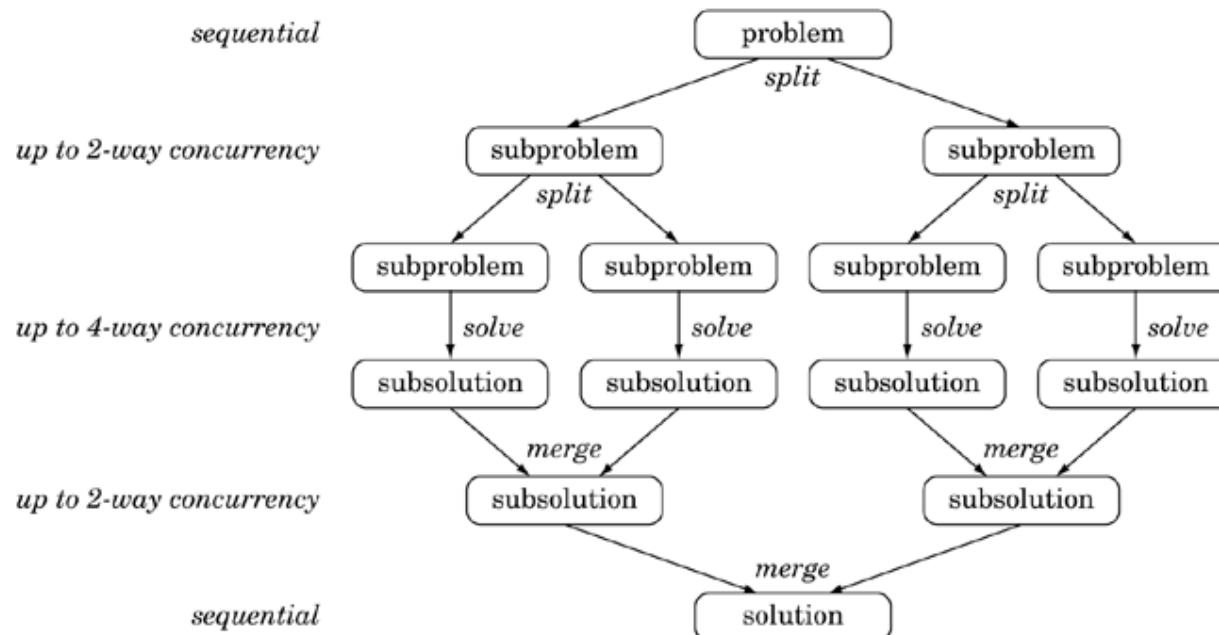 sequential problem
split
up to 2-way concurrency subproblem subproblem
split split
subproblem subproblem subproblem subproblem
up to 4-way concurrency solve solve solve solve
subsolution subsolution subsolution subsolution
merge merge
up to 2-way concurrency subsolution subsolution
merge
sequential solution